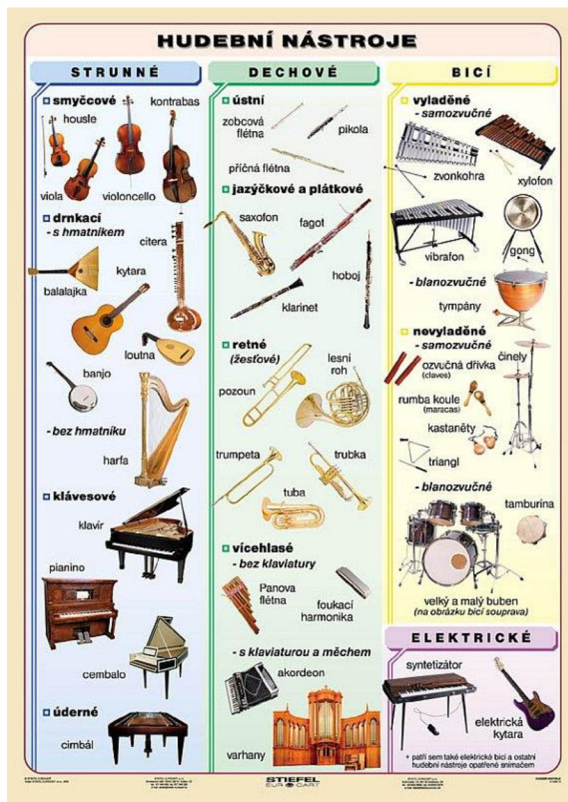 HUDEBNÍ NÁSTROJE
STRUNNÉ
smyčcové
kontrabas
housle
viola
violoncello
drnkací
- s hmatníkem
citera
kytara
balalajka
loutna
banjo
- bez hmatníku
harfa
klávesové
klavír
pianino
cembalo
úderné
cimbál
DECHOVÉ
ústní
zobcová
flétna
pikola
příčná flétna
jazýčkové a plátkové
saxofon
fagot
hoboj
klarinet
retné
(žesťové)
lesní
roh
pozoun
trumpeta
trubka
tuba
vícehlasé
- bez klaviatury
Panova
flétna
foukací
harmonika
- s klaviaturou a měchem
akordeon
varhany
BICÍ
vyladěné
- samozvučné
zvonkohra
xylofon
vibrafon
gong
- blanozvučné
tympány
nevyladěné
- samozvučné
činely
ozvučná dřívka
(claves)
rumba koule
(maracas)
kastaněty
triangl
- blanozvučné
tamburína
velký a malý buben
(na obrázku bicí souprava)
ELEKTRICKÉ
syntetizátor
elektrická
kytara
* patří sem také elektrické bicí a ostatní
hudební nástroje opatřené snímačem
STIEFEL
EUROCART